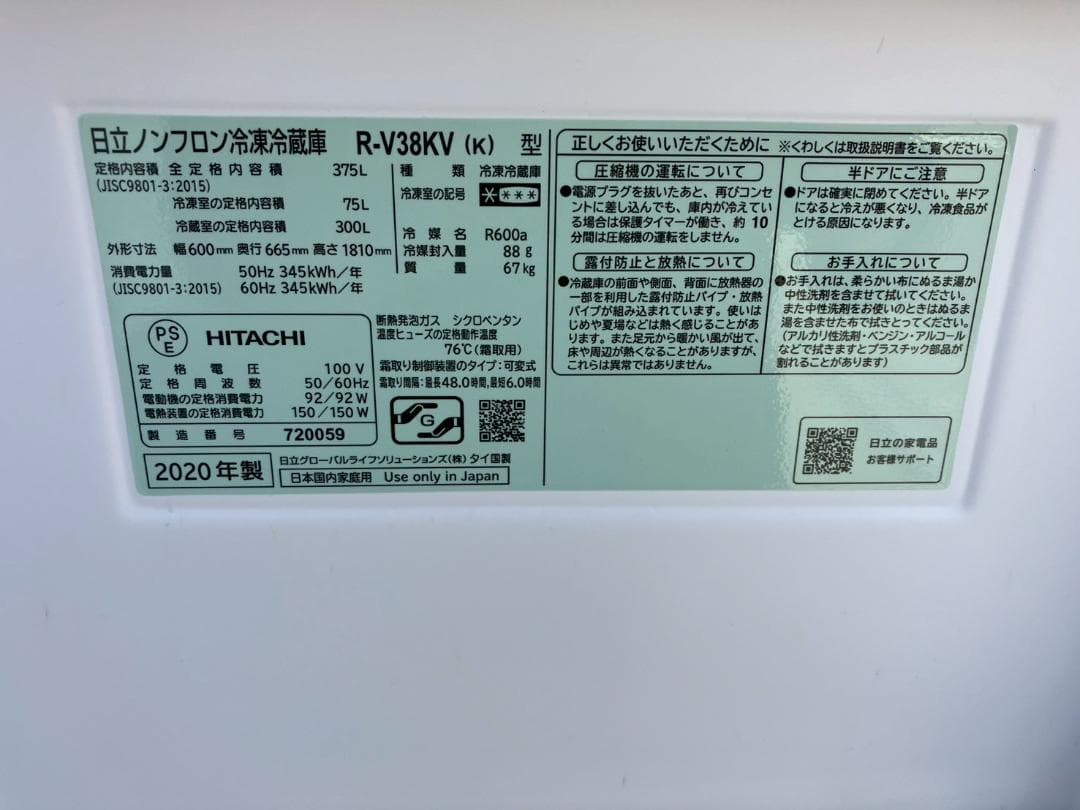 日立ノンフロン冷凍冷蔵庫 R-V38KV (K) 型
定格内容積 全定格内容積 375L
(JISC9801-3:2015)
冷凍室の定格内容積 75L
冷蔵室の定格内容積 300L
外形寸法 幅600mm 奥行665mm 高さ1810mm
消費電力量 50Hz 345kWh/年
(JISC9801-3:2015) 60Hz 345kWh/年
種類 冷凍冷蔵庫
冷凍室の記号 ****
冷媒名 R600a
冷媒封入量 88g
質量 67kg
PS
E
HITACHI
定格電圧 100V
定格周波数 50/60Hz
電動機の定格消費電力 92/92W
電熱装置の定格消費電力 150/150W
製造番号 720059
断熱発泡ガス シクロペンタン
温度ヒューズの定格動作温度
76℃(霜取用)
霜取り制御装置のタイプ:可変式
霜取り間隔:最長48.0時間,最短6.0時間
G
2020年製
日立グローバルライフソリューションズ(株) タイ国製
日本国内家庭用 Use only in Japan
正しくお使いいただくために ※くわしくは取扱説明書をご覧ください。
圧縮機の運転について
●電源プラグを抜いたあと、再びコンセ
ントに差し込んでも、庫内が冷えてい
る場合は保護タイマーが働き、約10
分間は圧縮機の運転をしません。
半ドアにご注意
●ドアは確実に閉めてください。半ドア
になると冷えが悪くなり、冷凍食品が
とける原因になります。
露付防止と放熱について
●冷蔵庫の前面や側面、背面に放熱器の
一部を利用した露付防止パイプ・放熱
パイプが組み込まれています。使いは
じめや夏場などは熱く感じることがあ
ります。また足元から暖かい風が出て、
床や周辺が熱くなることがありますが、
これらは異常ではありません。
お手入れについて
●お手入れは、柔らかい布にぬるま湯か
中性洗剤を含ませて拭いてください。
また中性洗剤をお使いのときはぬるま
湯を含ませた布で拭きとってください。
(アルカリ性洗剤・ベンジン・アルコール
などで拭きますとプラスチック部品が
割れることがあります)
日立の家電品
お客様サポート